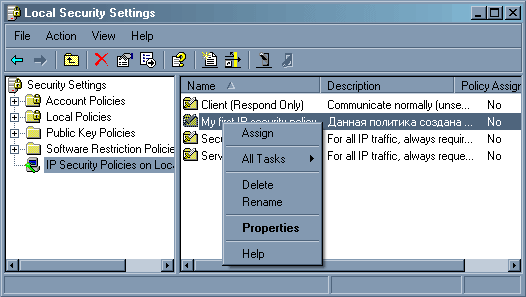 Local Security Settings
File Action View Help
Security Settings
Account Policies
Local Policies
Public Key Policies
Software Restriction Policie
IP Security Policies on Loca
Name Description Policy Assign
Client (Respond Only) Communicate normally (unse... No
My first IP security policy Данная политика создана ... No
Secu For all IP traffic, always requir... No
Serv For all IP traffic, always requ... No
Assign
All Tasks
Delete
Rename
Properties
Help